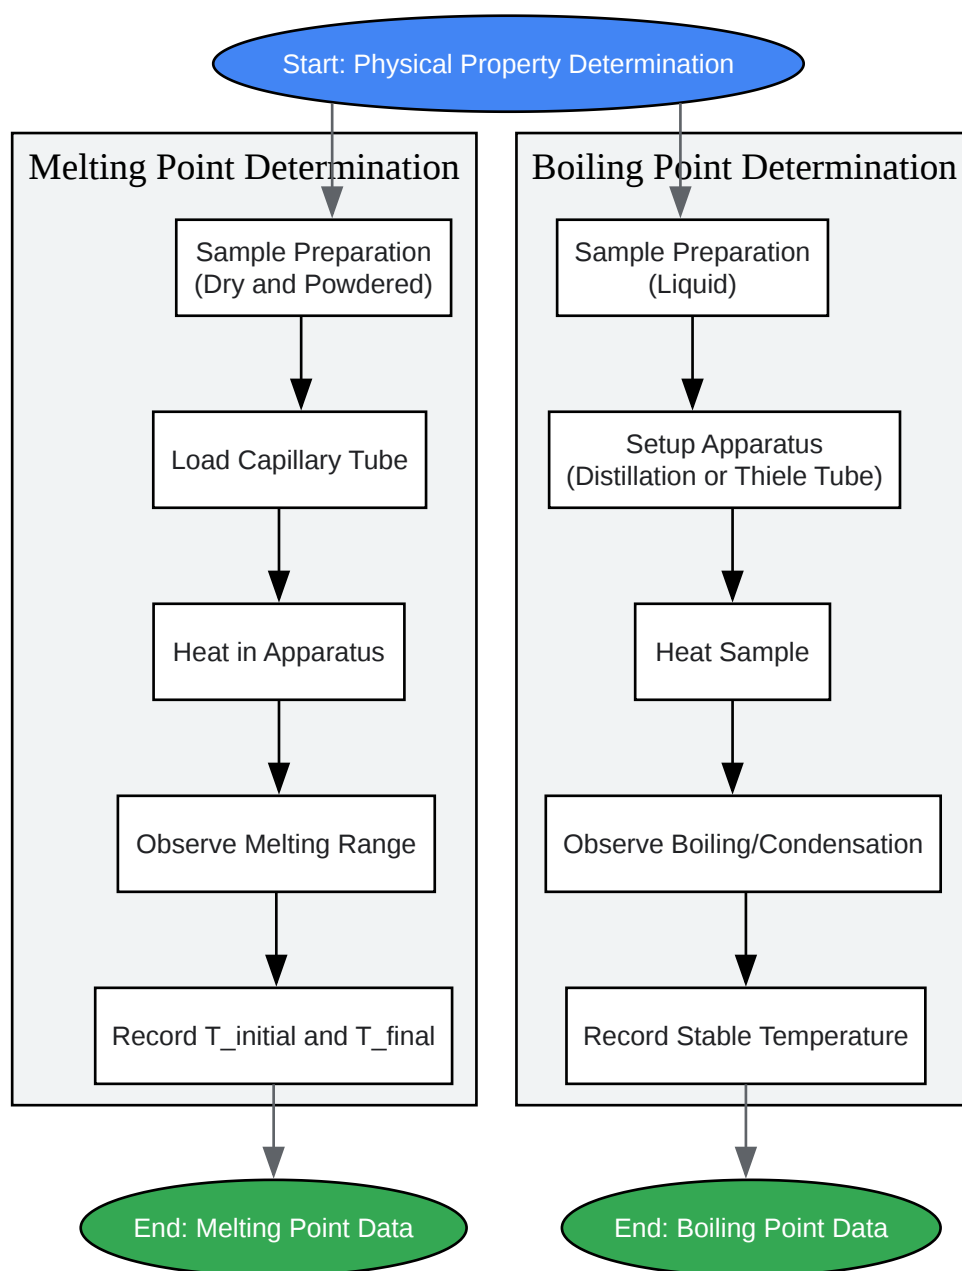 Start: Physical Property Determination
Melting Point Determination
Sample Preparation
(Dry and Powdered)
Load Capillary Tube
Heat in Apparatus
Observe Melting Range
Record T_initial and T_final
End: Melting Point Data
Boiling Point Determination
Sample Preparation
(Liquid)
Setup Apparatus
(Distillation or Thiele Tube)
Heat Sample
Observe Boiling/Condensation
Record Stable Temperature
End: Boiling Point Data